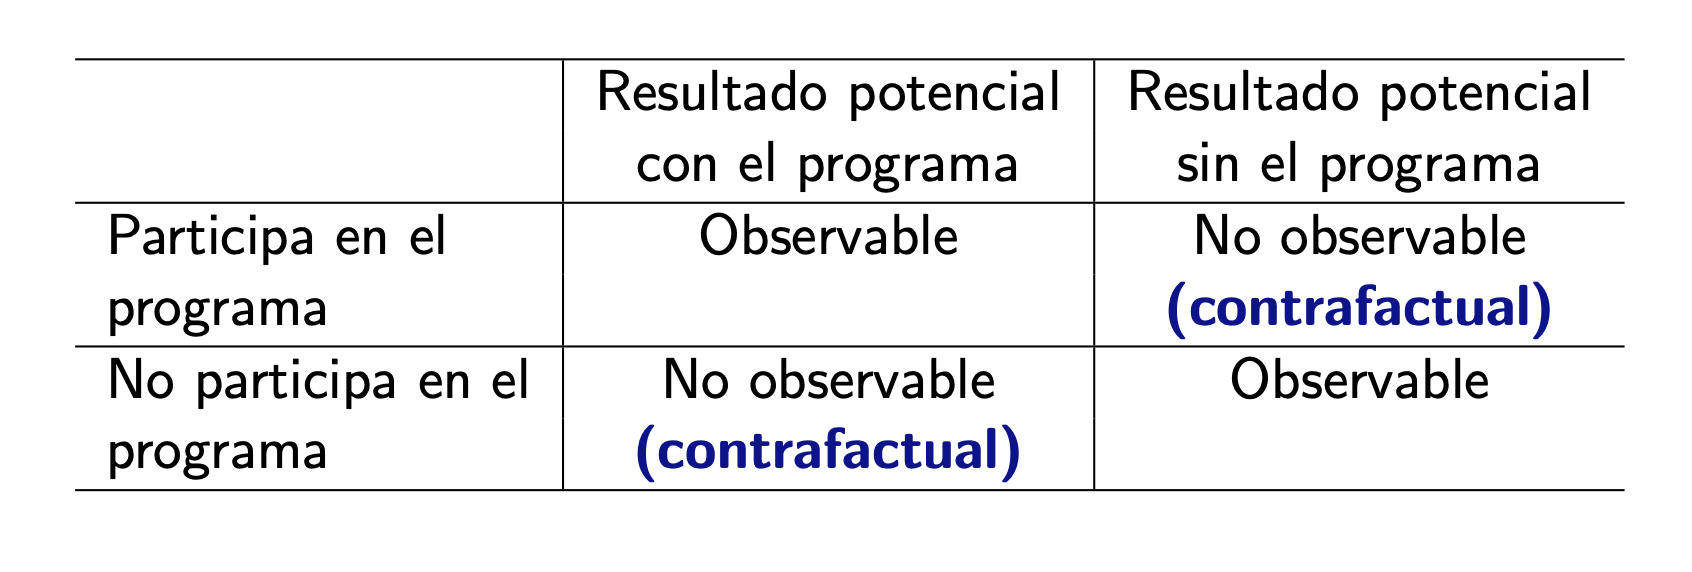 Resultado potencial Resultado potencial
con el programa sin el programa
Participa en el Observable No observable
programa (contrafactual)
No participa en el No observable Observable
programa (contrafactual)